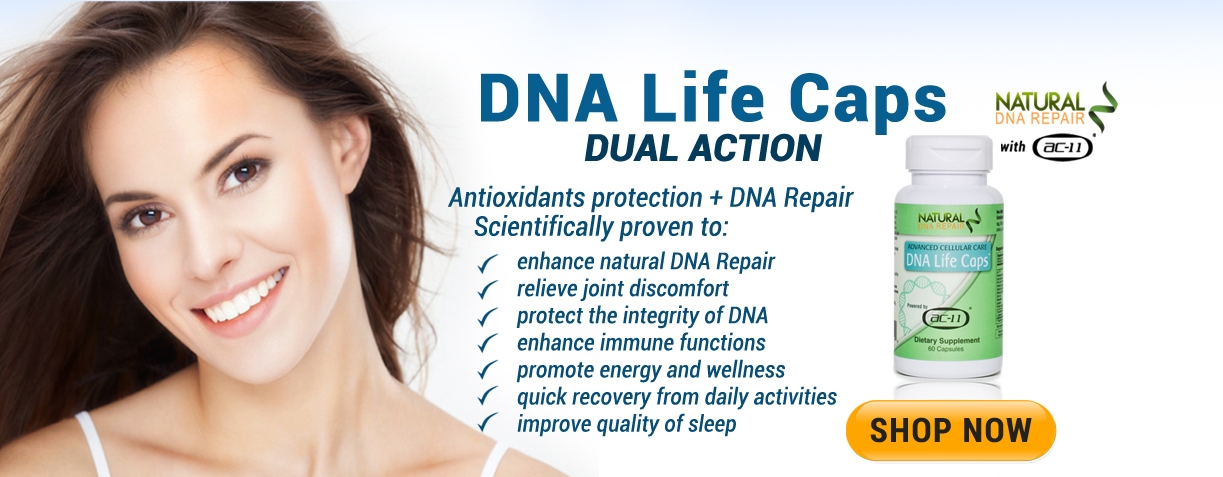 DNA Life Caps
DUAL ACTION
Antioxidants protection + DNA Repair
Scientifically proven to:
enhance natural DNA Repair
relieve joint discomfort
protect the integrity of DNA
enhance immune functions
promote energy and wellness
quick recovery from daily activities
improve quality of sleep
NATURAL
DNA REPAIR
with ac-11
NATURAL
DNA REPAIR
ADVANCED CELLULAR CARE
DNA Life Caps
Powered by
ac-11
Dietary Supplement
60 Capsules
SHOP NOW